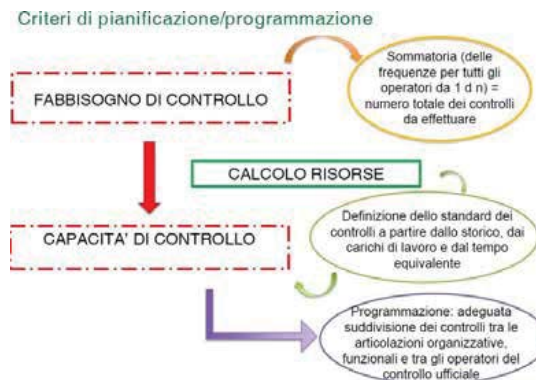 Criteri di pianificazione/programmazione
Sommatoria (delle
frequenze per tutti gli
operatori da 1 d n) =
numero totale dei controlli
da effettuare
FABBISOGNO DI CONTROLLO
CALCOLO RISORSE
Definizione dello standard dei
controlli a partire dallo storico, dai
carichi di lavoro e dal tempo
equivalente
CAPACITA' DI CONTROLLO
Programmazione: adeguata
suddivisione dei controlli tra le
articolazioni organizzative,
funzionali e tra gli operatori del
controllo ufficiale